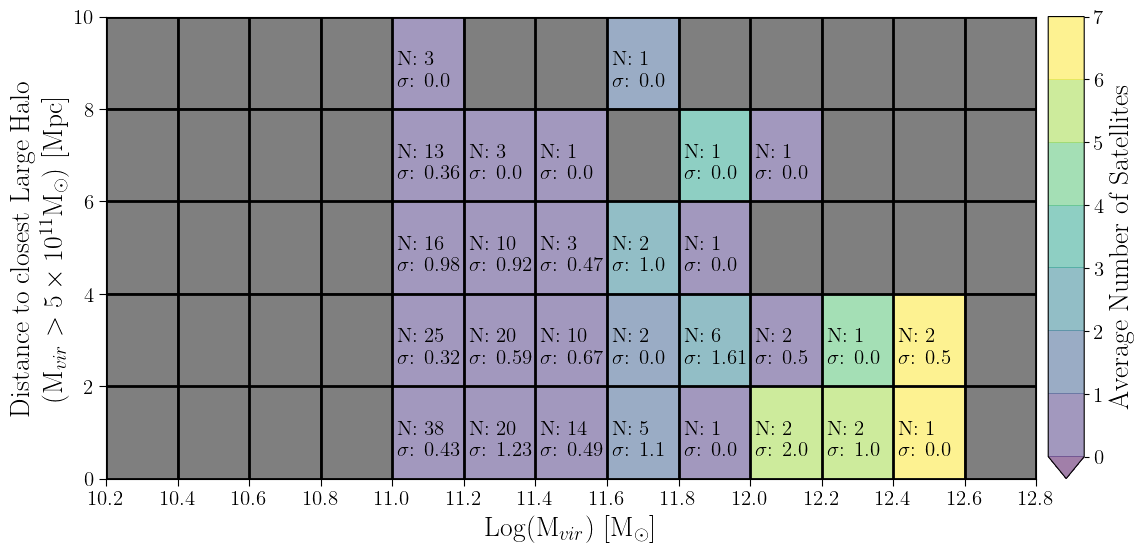 10
8
6
4
2
0
Distance to closest Large Halo
(M_vir > 5 × 10^11 M_⊙) [Mpc]
N: 3
σ: 0.0
N: 1
σ: 0.0
N: 13
σ: 0.36
N: 3
σ: 0.0
N: 1
σ: 0.0
N: 1
σ: 0.0
N: 1
σ: 0.0
N: 16
σ: 0.98
N: 10
σ: 0.92
N: 3
σ: 0.47
N: 2
σ: 1.0
N: 1
σ: 0.0
N: 25
σ: 0.32
N: 20
σ: 0.59
N: 10
σ: 0.67
N: 2
σ: 0.0
N: 6
σ: 1.61
N: 2
σ: 0.5
N: 1
σ: 0.0
N: 2
σ: 0.5
N: 38
σ: 0.43
N: 20
σ: 1.23
N: 14
σ: 0.49
N: 5
σ: 1.1
N: 1
σ: 0.0
N: 2
σ: 2.0
N: 2
σ: 1.0
N: 1
σ: 0.0
10.2 10.4 10.6 10.8 11.0 11.2 11.4 11.6 11.8 12.0 12.2 12.4 12.6 12.8
Log(M_vir) [M_⊙]
7
6
5
4
3
2
1
0
Average Number of Satellites